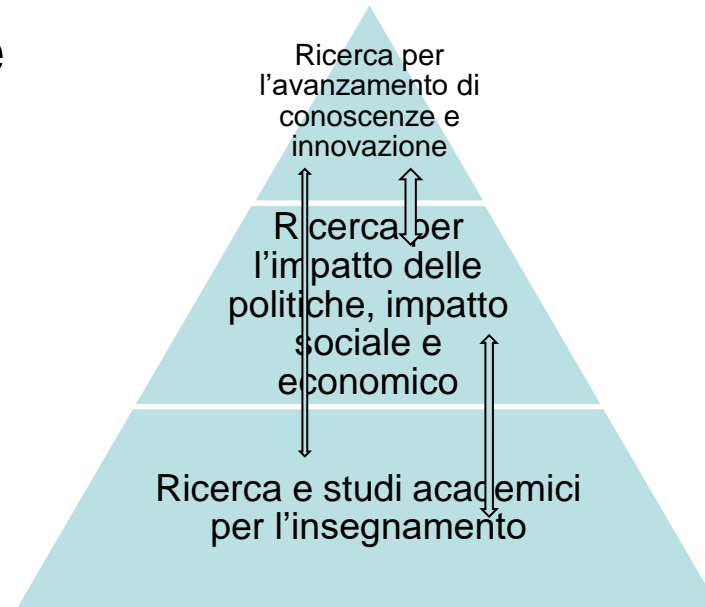 e
Ricerca per
l’avanzamento di
conoscenze e
innovazione
Ricerca per
l’impatto delle
politiche, impatto
sociale e
economico
Ricerca e studi academici
per l’insegnamento